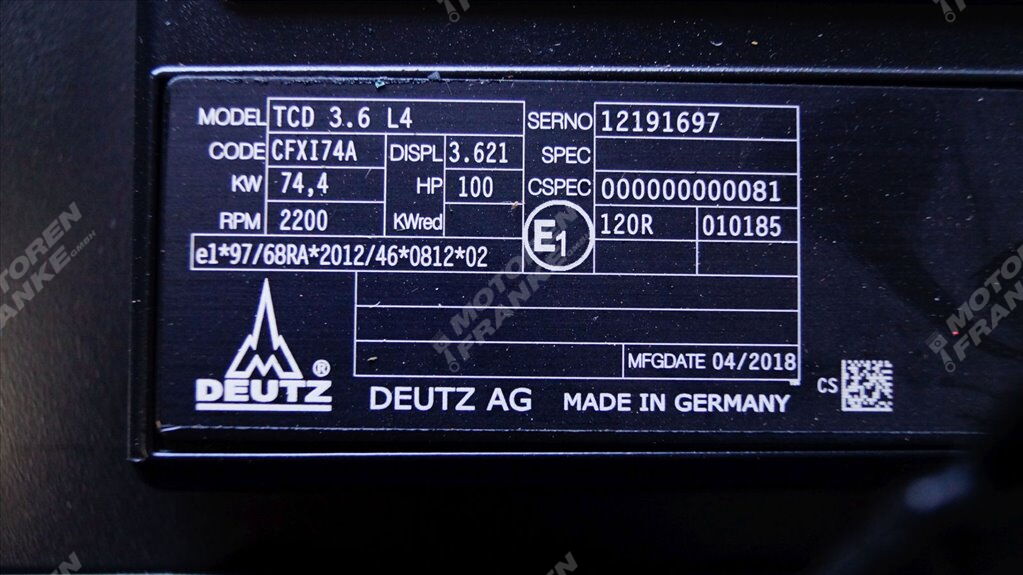 MODEL TCD 3.6 L4 SERNO 12191697
CODE CFXI74A DISPL 3.621 SPEC
KW 74,4 HP 100 CSPEC 000000000081
RPM 2200 KWred E1 120R 010185
e1*97/68RA*2012/46*0812*02
MFGDATE 04/2018
DEUTZ® DEUTZ AG MADE IN GERMANY CS
MOTOREN FRANKE GMBH
MOTOREN FRANKE
MOTOREN FRANKE